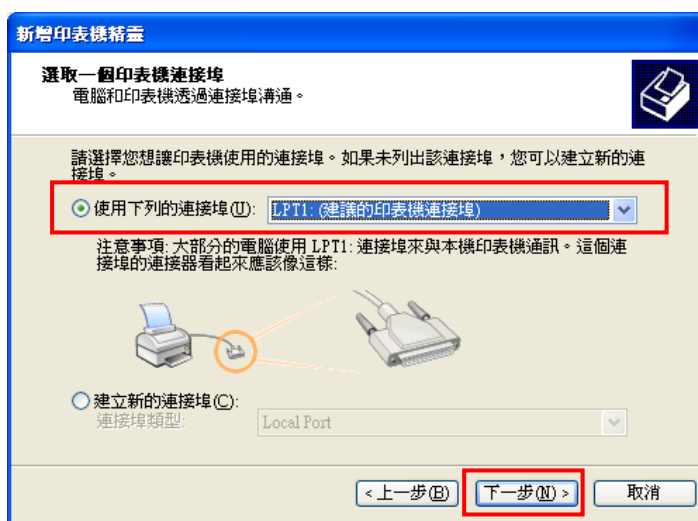 新增印表機精靈
選取一個印表機連接埠
電腦和印表機透過連接埠溝通。
請選擇您想讓印表機使用的連接埠。如果未列出該連接埠，您可以建立新的連
接埠。
使用下列的連接埠(U): LPT1: (建議的印表機連接埠)
注意事項: 大部分的電腦使用 LPT1: 連接埠來與本機印表機通訊。這個連
接埠的連接器看起來應該像這樣:
建立新的連接埠(C):
連接埠類型: Local Port
<上一步(B) 下一步(N) > 取消